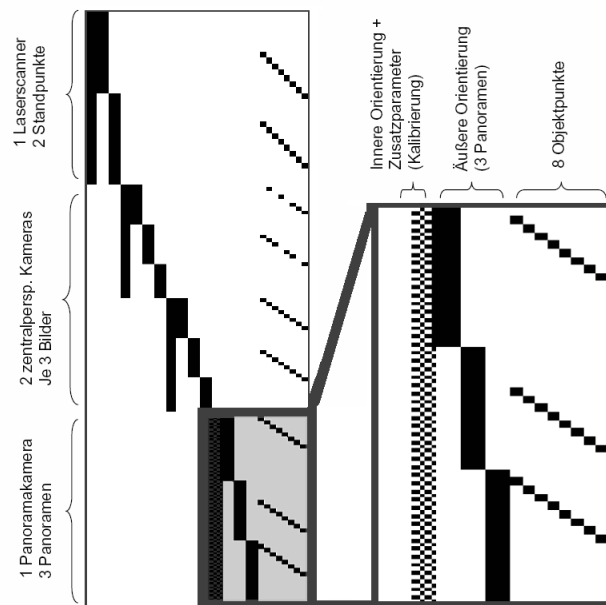 1 Laserscanner
2 Standpunkte
2 zentralpersp. Kameras
Je 3 Bilder
1 Panoramakamera
3 Panoramen
Innere Orientierung +
Zusatzparameter
(Kalibrierung)
Äußere Orientierung
(3 Panoramen)
8 Objektpunkte